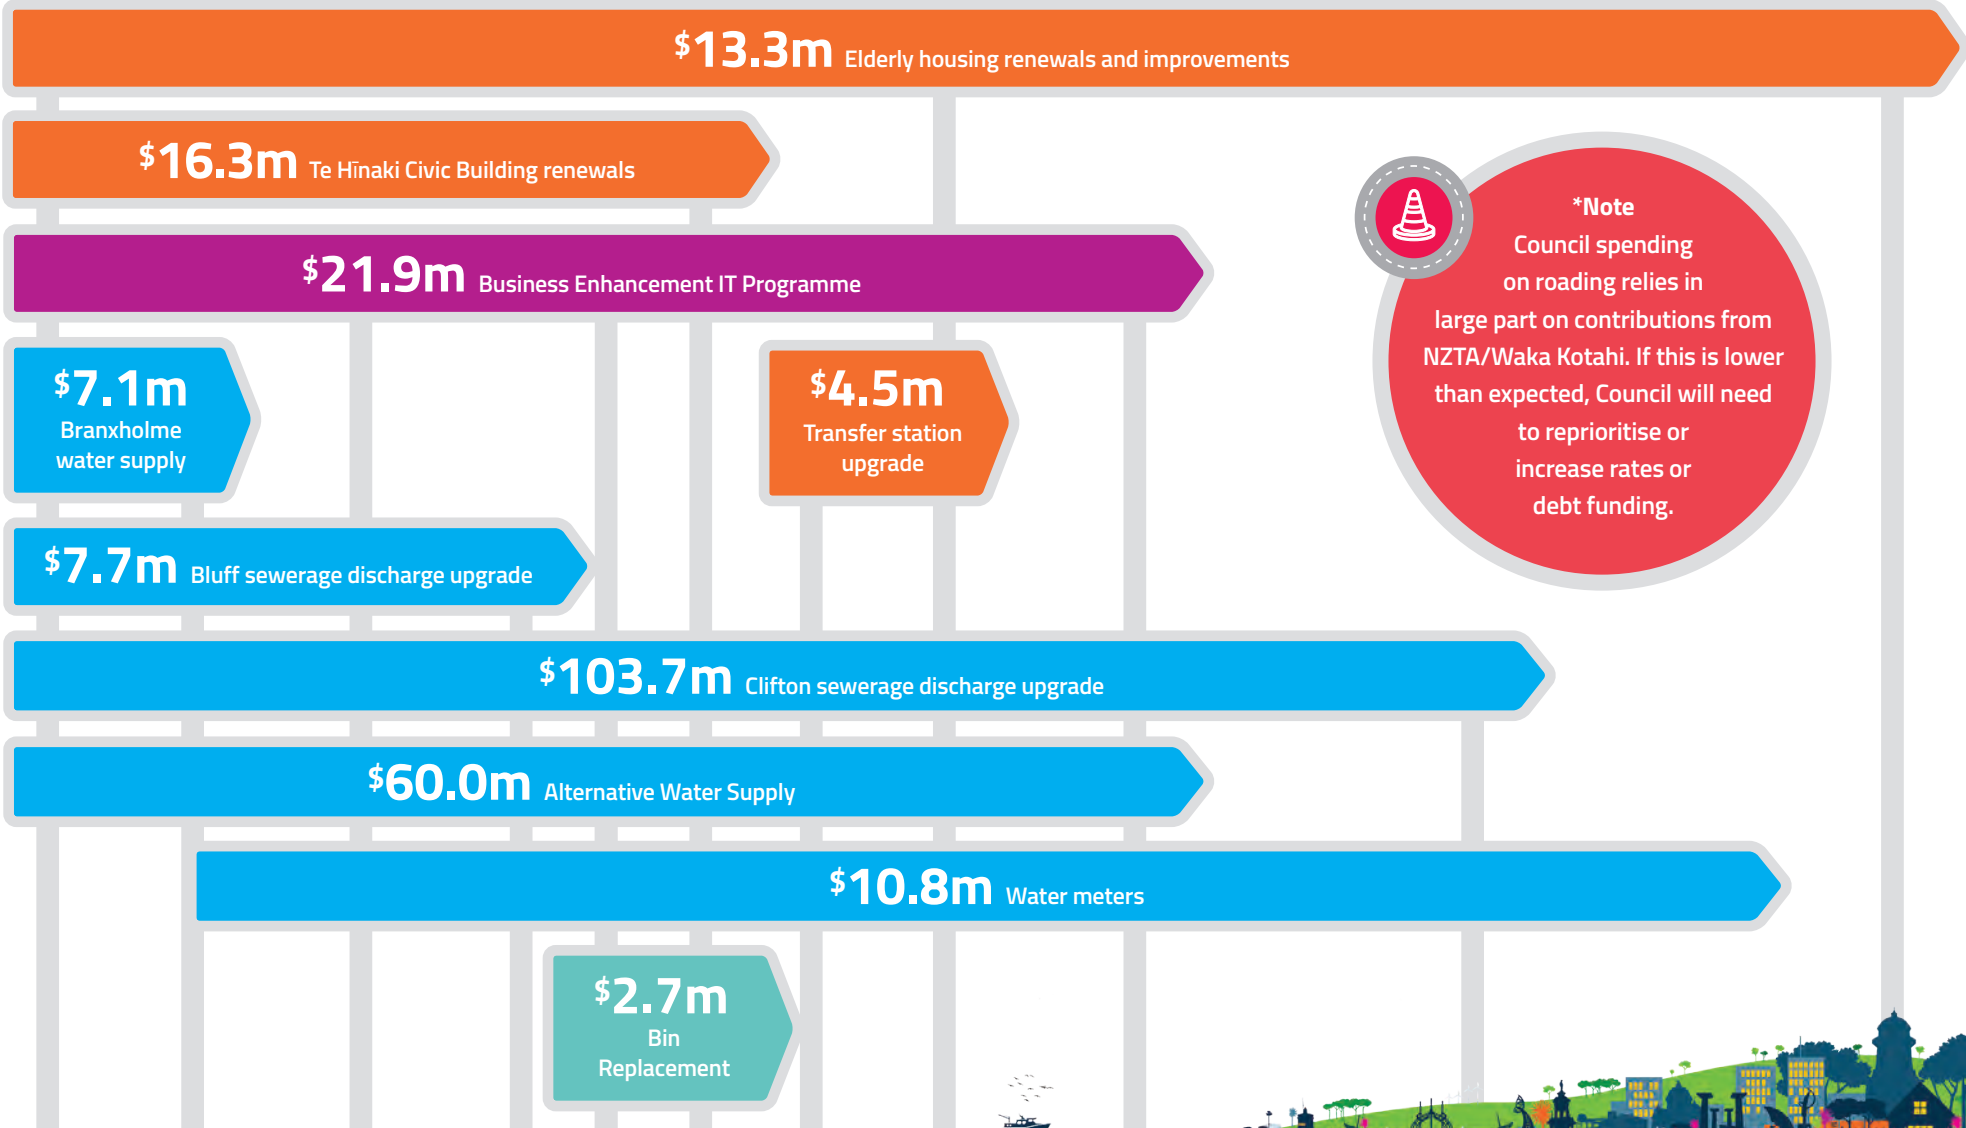 $13.3m Elderly housing renewals and improvements
$16.3m Te Hīnaki Civic Building renewals
$21.9m Business Enhancement IT Programme
$7.1m
Branxholme
water supply
$4.5m
Transfer station
upgrade
*Note
Council spending
on roading relies in
large part on contributions from
NZTA/Waka Kotahi. If this is lower
than expected, Council will need
to reprioritise or
increase rates or
debt funding.
$7.7m Bluff sewerage discharge upgrade
$103.7m Clifton sewerage discharge upgrade
$60.0m Alternative Water Supply
$10.8m Water meters
$2.7m
Bin
Replacement